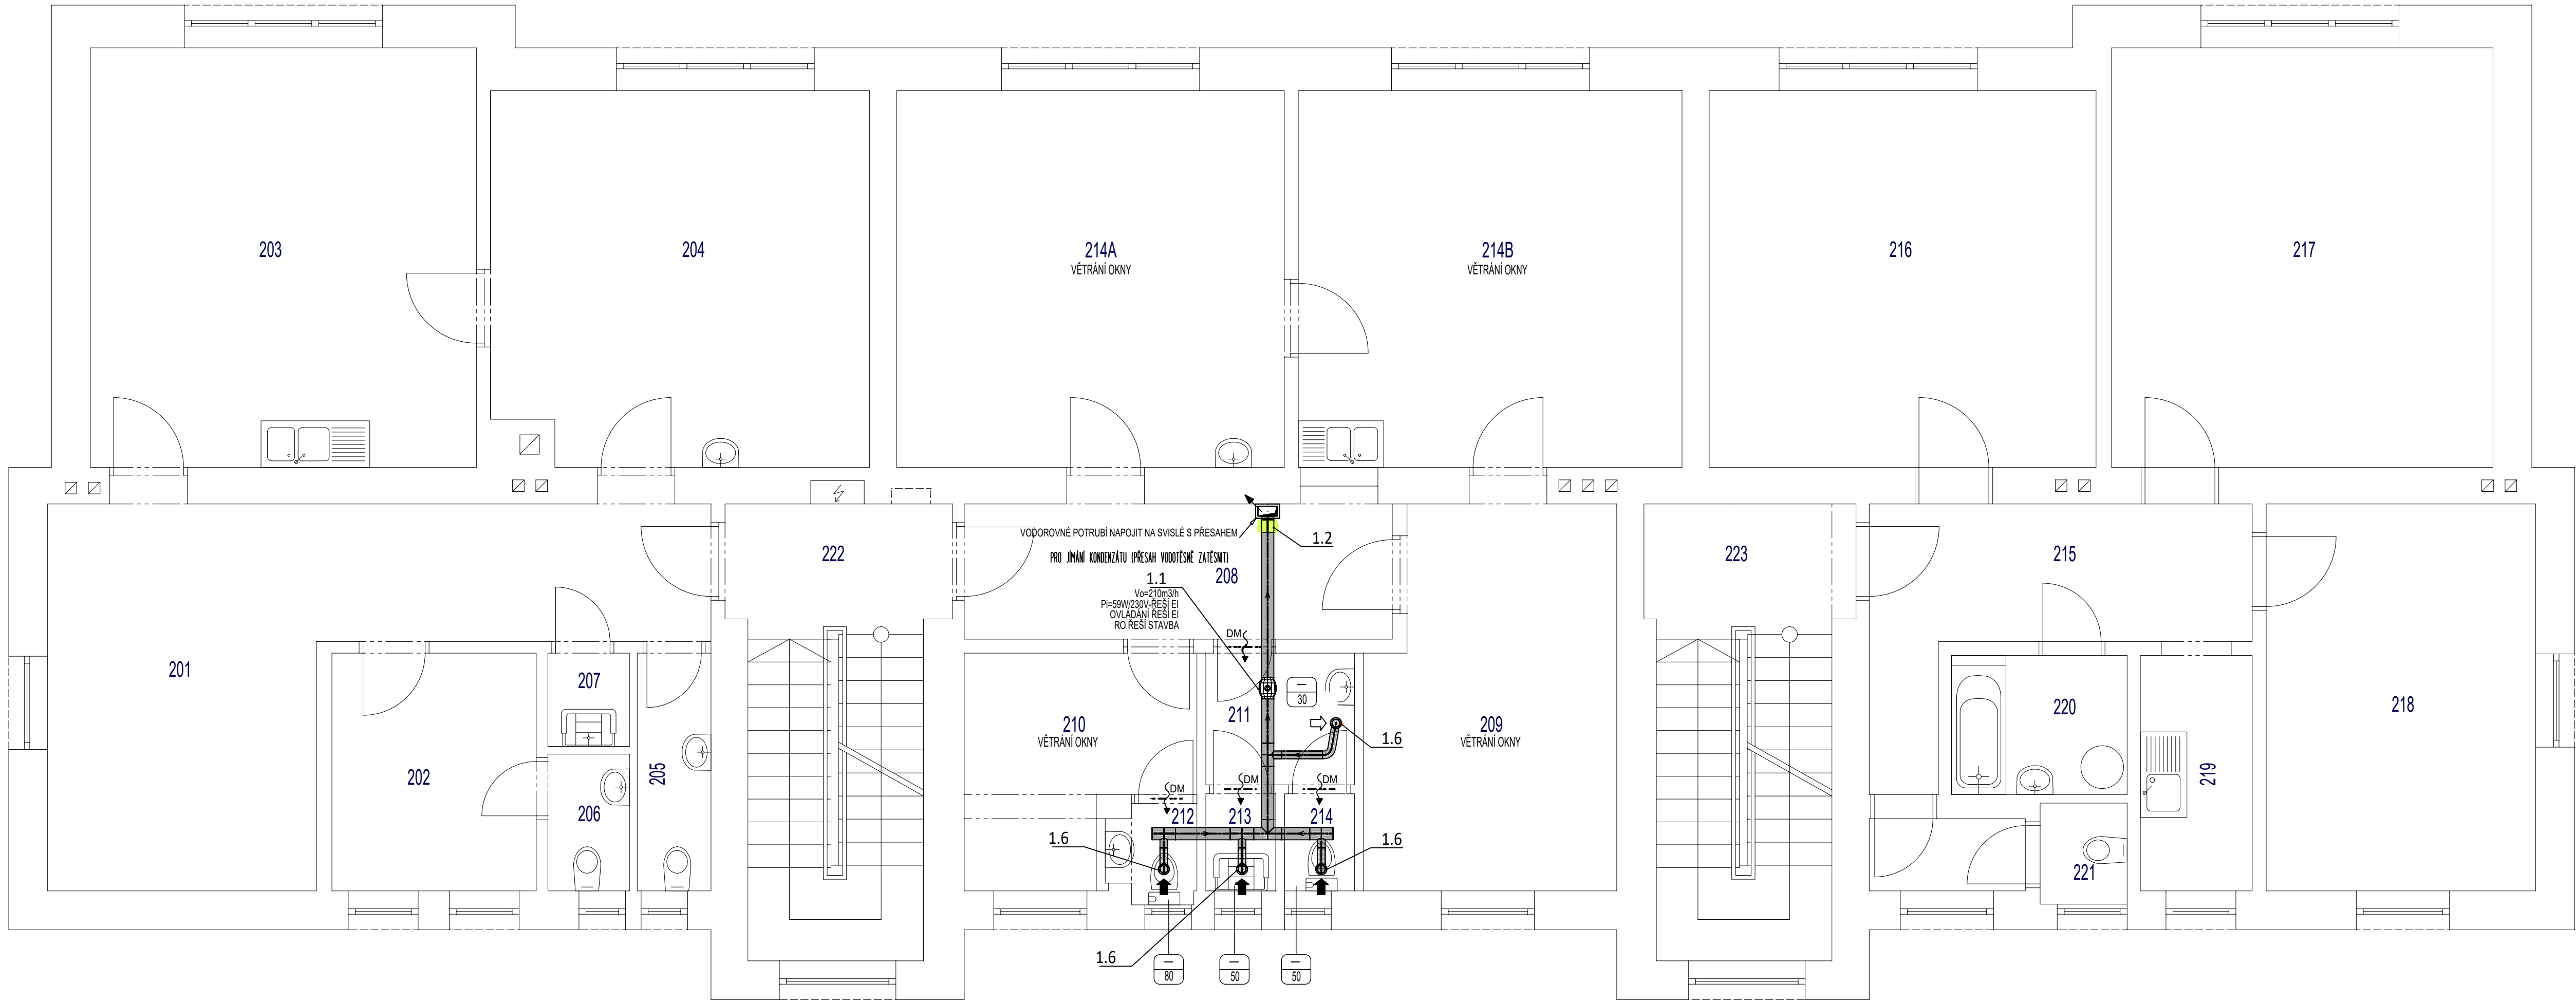 203
204
214A
VĚTRÁNÍ OKNY
214B
VĚTRÁNÍ OKNY
216
217
VODOROVNÉ POTRUBÍ NAPOJIT NA SVISLÉ S PŘESAHEM
PRO JÍMÁNÍ KONDENZÁTU (PŘESAH VODOTĚSNĚ ZATĚSNIT)
1.2
222
208
223
215
1.1
Vo=210m3/h
Pi=59W/230V-ŘEŠÍ EI
OVLÁDÁNÍ ŘEŠÍ EI
RO ŘEŠÍ STAVBA
DM
201
207
202
205
206
210
VĚTRÁNÍ OKNY
211
30
1.6
209
VĚTRÁNÍ OKNY
220
218
219
221
DM
DM
DM
212
213
214
1.6
1.6
1.6
80
50
50